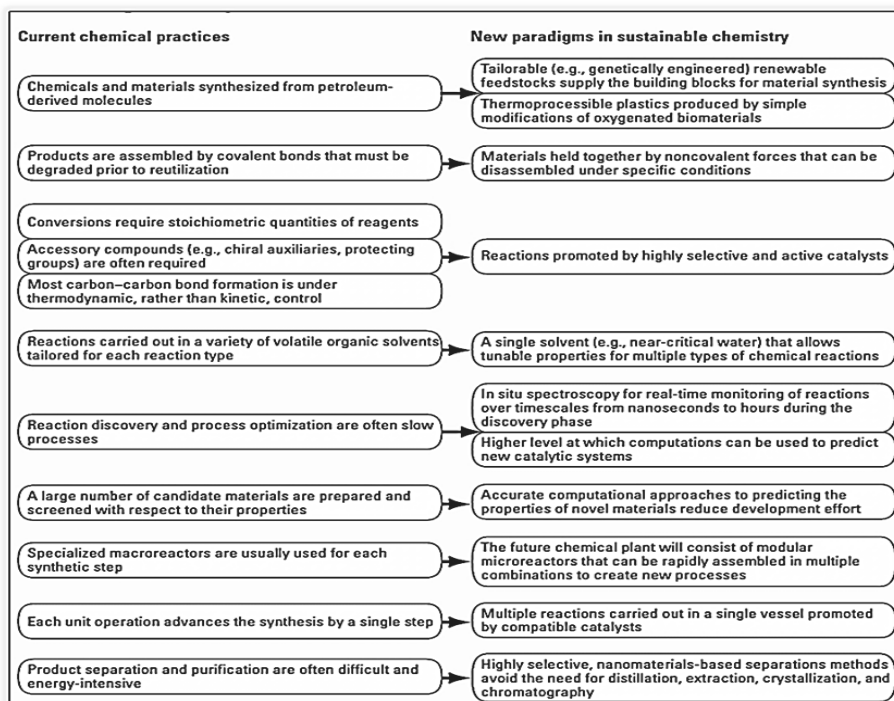 Current chemical practices
New paradigms in sustainable chemistry
Chemicals and materials synthesized from petroleum-
derived molecules
Tailorable (e.g., genetically engineered) renewable
feedstocks supply the building blocks for material synthesis
Thermoprocessible plastics produced by simple
modifications of oxygenated biomaterials
Products are assembled by covalent bonds that must be
degraded prior to reutilization
Materials held together by noncovalent forces that can be
disassembled under specific conditions
Conversions require stoichiometric quantities of reagents
Accessory compounds (e.g., chiral auxiliaries, protecting
groups) are often required
Most carbon–carbon bond formation is under
thermodynamic, rather than kinetic, control
Reactions promoted by highly selective and active catalysts
Reactions carried out in a variety of volatile organic solvents
tailored for each reaction type
A single solvent (e.g., near-critical water) that allows
tunable properties for multiple types of chemical reactions
Reaction discovery and process optimization are often slow
processes
In situ spectroscopy for real-time monitoring of reactions
over timescales from nanoseconds to hours during the
discovery phase
Higher level at which computations can be used to predict
new catalytic systems
A large number of candidate materials are prepared and
screened with respect to their properties
Accurate computational approaches to predicting the
properties of novel materials reduce development effort
Specialized macroreactors are usually used for each
synthetic step
The future chemical plant will consist of modular
microreactors that can be rapidly assembled in multiple
combinations to create new processes
Each unit operation advances the synthesis by a single step
Multiple reactions carried out in a single vessel promoted
by compatible catalysts
Product separation and purification are often difficult and
energy-intensive
Highly selective, nanomaterials-based separations methods
avoid the need for distillation, extraction, crystallization, and
chromatography